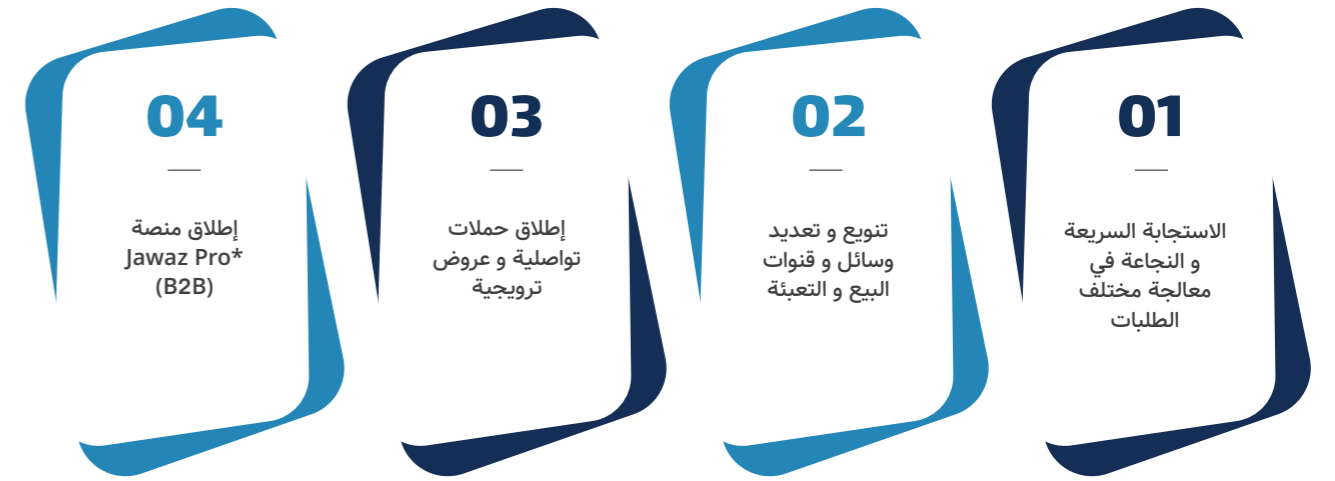 01
الاستجابة السريعة
و النجاعة في
معالجة مختلف
الطلبات
02
تنويع و تعديد
وسائل و قنوات
البيع و التعبئة
03
إطلاق حملات
تواصلية و عروض
ترويجية
04
إطلاق منصة
Jawaz Pro*
(B2B)